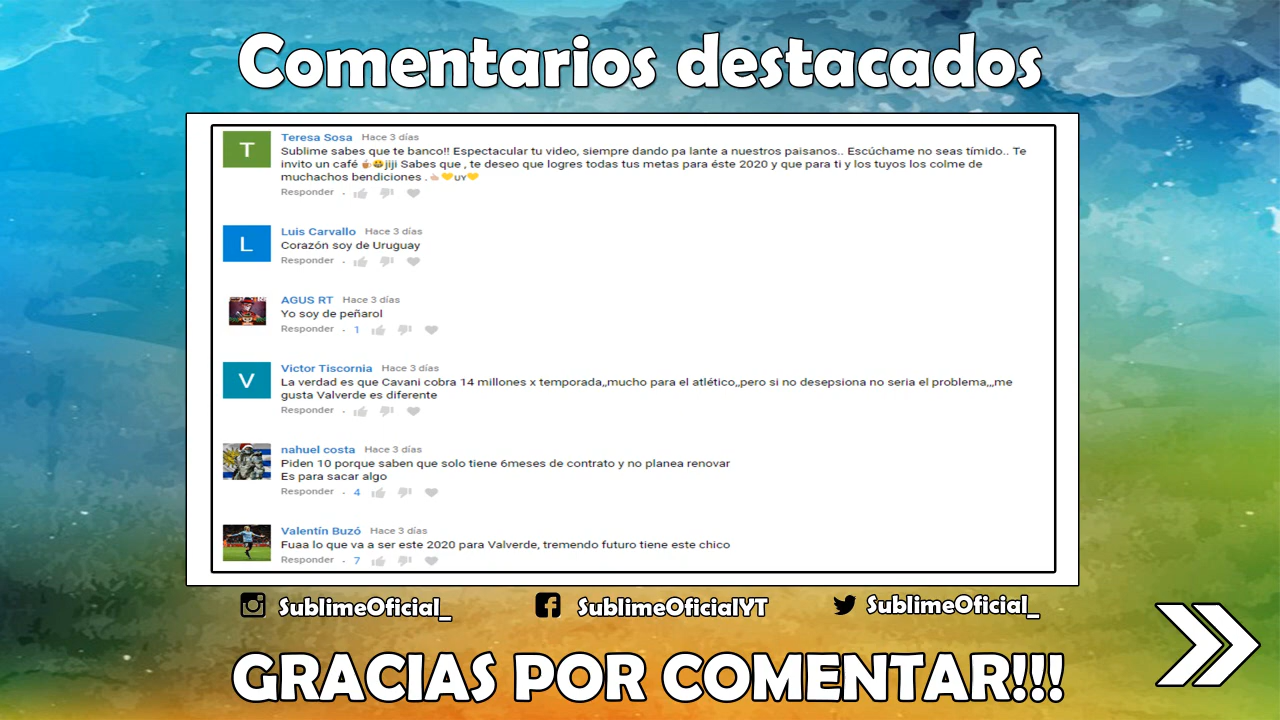 Comentarios destacados
T
Teresa Sosa Hace 3 días
Sublime sabes que te banco!! Espectacular tu video, siempre dando pa lante a nuestros paisanos.. Escúchame no seas tímido.. Te
invito un café ☕😄jiji Sabes que , te deseo que logres todas tus metas para éste 2020 y que para ti y los tuyos los colme de
muchachos bendiciones .👆🏻💛UY💛
Responder
L
Luis Carvallo Hace 3 días
Corazón soy de Uruguay
Responder
AGUS RT Hace 3 días
Yo soy de peñarol
Responder 1
V
Victor Tiscornia Hace 3 días
La verdad es que Cavani cobra 14 millones x temporada,,mucho para el atlético,,pero si no desepsiona no seria el problema,,,me
gusta Valverde es diferente
Responder
nahuel costa Hace 3 días
Piden 10 porque saben que solo tiene 6meses de contrato y no planea renovar
Es para sacar algo
Responder 4
Valentín Buzó Hace 3 días
Fuaa lo que va a ser este 2020 para Valverde, tremendo futuro tiene este chico
Responder 7
SublimeOficial_ SublimeOficialYT SublimeOficial_
GRACIAS POR COMENTAR!!!